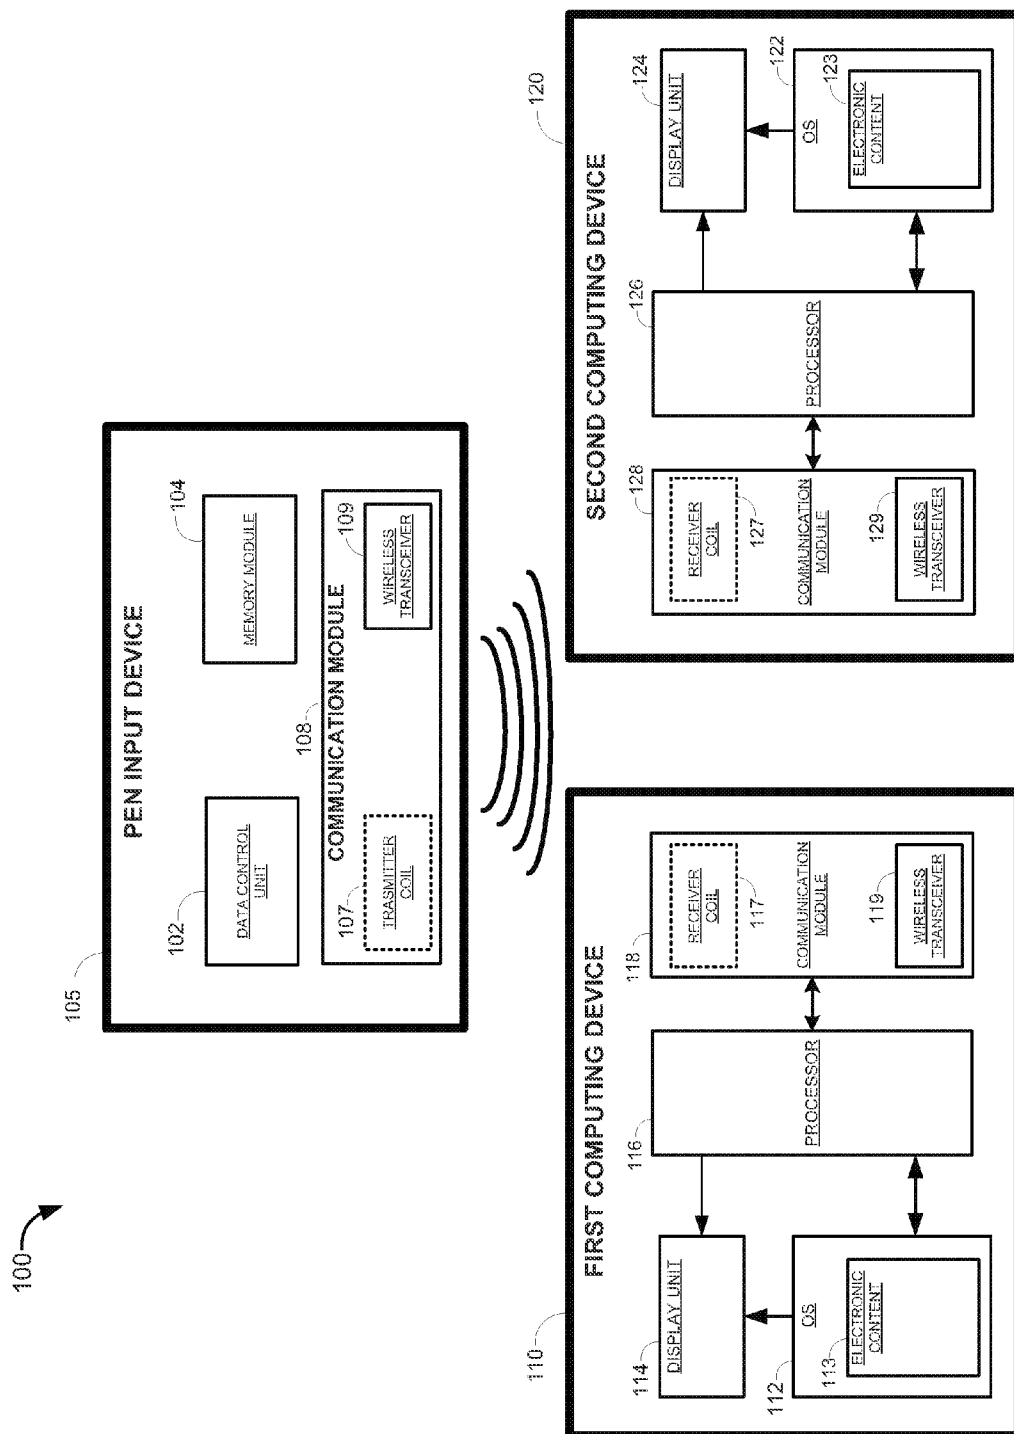 100
105
PEN INPUT DEVICE
102
DATA CONTROL
UNIT
104
MEMORY MODULE
108
COMMUNICATION MODULE
107
TRASMITTER
COIL
109
WIRELESS
TRANSCEIVER
110
FIRST COMPUTING DEVICE
114
DISPLAY UNIT
112
OS
113
ELECTRONIC
CONTENT
116
PROCESSOR
118
RECEIVER
COIL
117
COMMUNICATION
MODULE
119
WIRELESS
TRANSCEIVER
120
SECOND COMPUTING DEVICE
128
RECEIVER
COIL
127
COMMUNICATION
MODULE
129
WIRELESS
TRANSCEIVER
126
PROCESSOR
124
DISPLAY UNIT
122
OS
123
ELECTRONIC
CONTENT